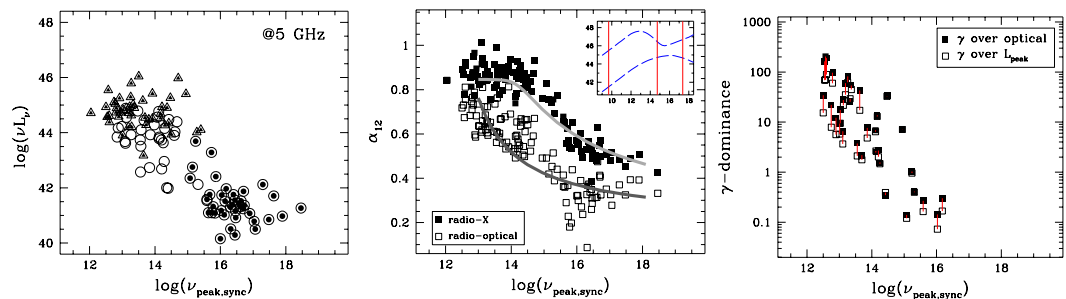 @5 GHz
log(νLν)
46
44
42
40
12 14 16 18
log(νpeak,sync)
α12
1
0.8
0.6
0.4
0.2
48
46
44
42
10 12 14 16 18
radio-X
radio-optical
12 14 16 18
log(νpeak,sync)
γ-dominance
1000
100
10
1
0.1
γ over optical
γ over Lpeak
12 14 16 18
log(νpeak,sync)